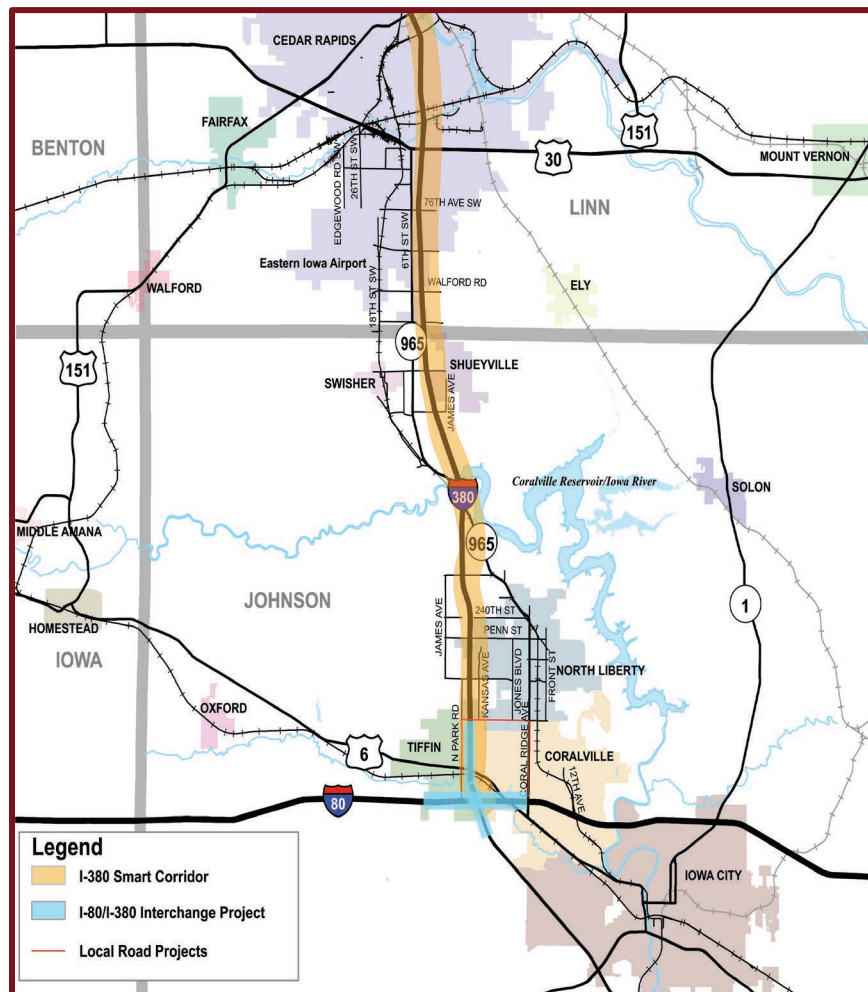 CEDAR RAPIDS
151
FAIRFAX
BENTON
30
MOUNT VERNON
EDGEWOOD RD SW
26TH ST SW
LINN
76TH AVE SW
6TH ST SW
Eastern Iowa Airport
WALFORD RD
ELY
WALFORD
18TH ST SW
965
151
SHUEYVILLE
SWISHER
JAMES AVE
Coralville Reservoir/Iowa River
380
SOLON
MIDDLE AMANA
965
JOHNSON
JAMES AVE
240TH ST
1
PENN ST
HOMESTEAD
IOWA
KANSAS AVE
JONES BLVD
FRONT ST
NORTH LIBERTY
OXFORD
N PARK RD
CORAL RIDGE AVE
6
TIFFIN
CORALVILLE
12TH AVE
80
IOWA CITY
Legend
I-380 Smart Corridor
I-80/I-380 Interchange Project
Local Road Projects